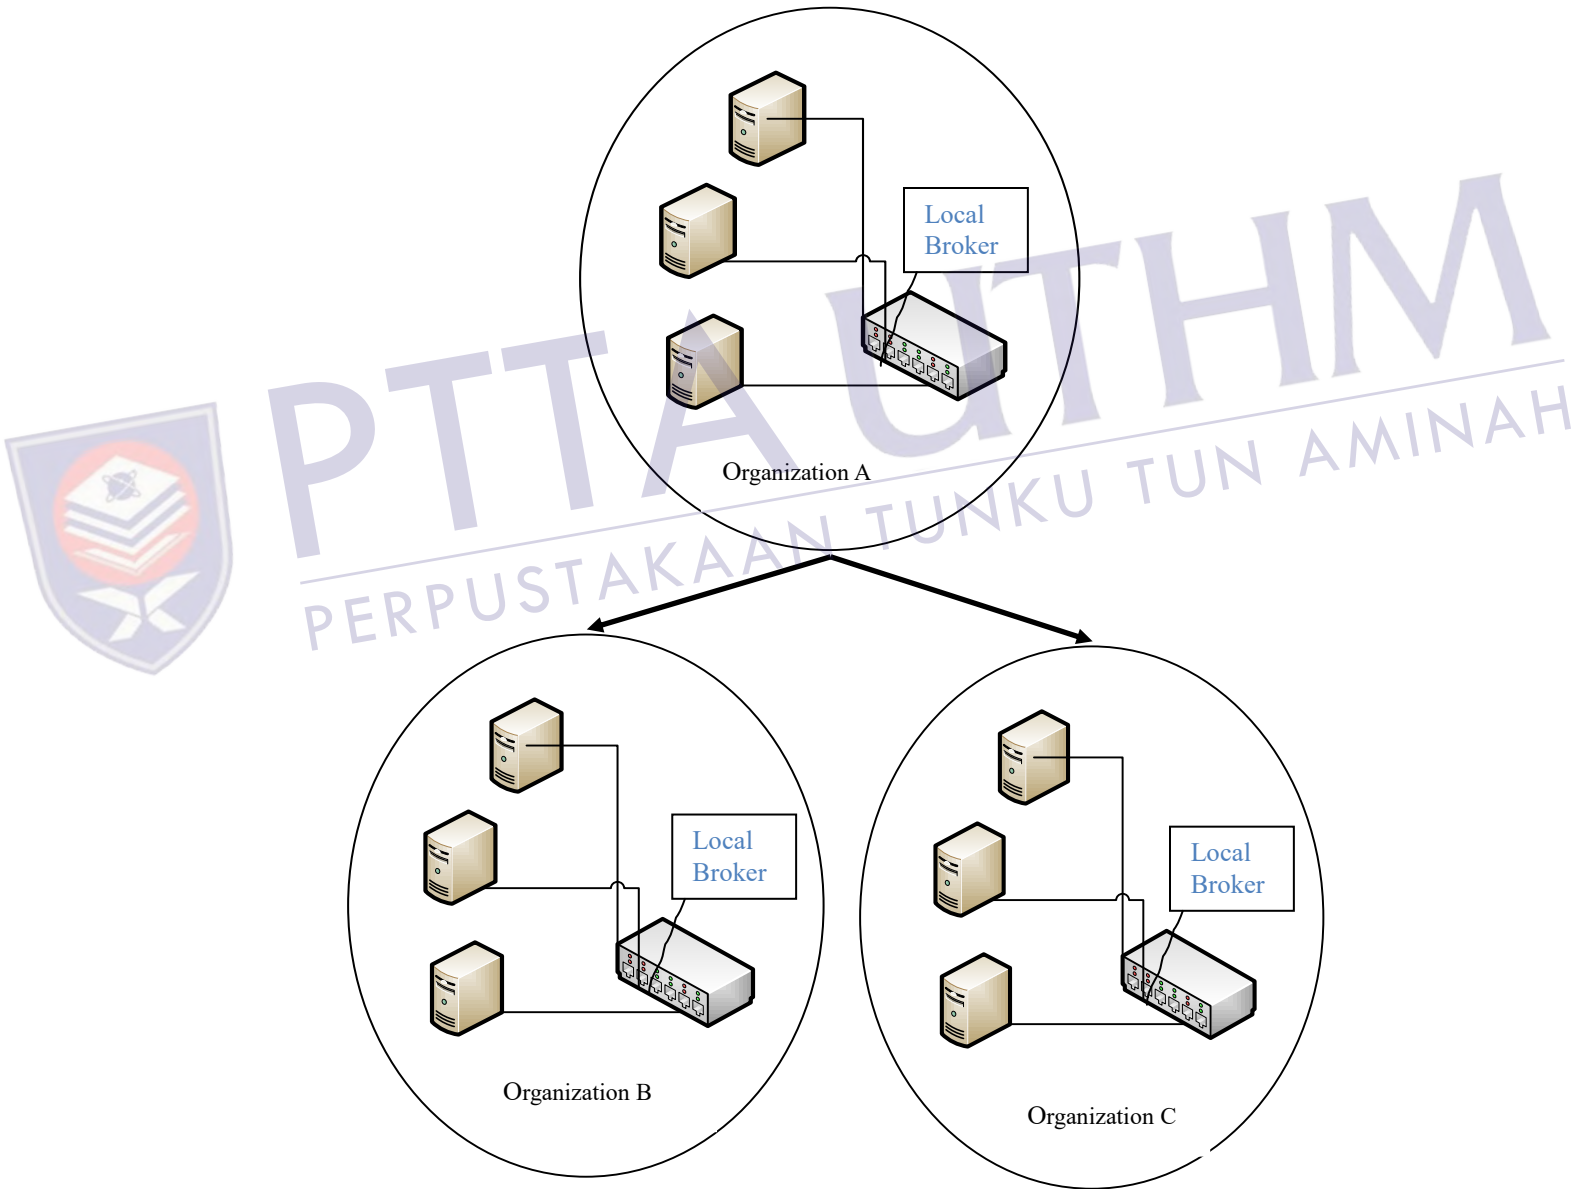 Local
Broker
PTTA UTHM
Organization A
PERPUSTAKAAN TUNKU TUN AMINAH
Local
Broker
Local
Broker
Organization B
Organization C